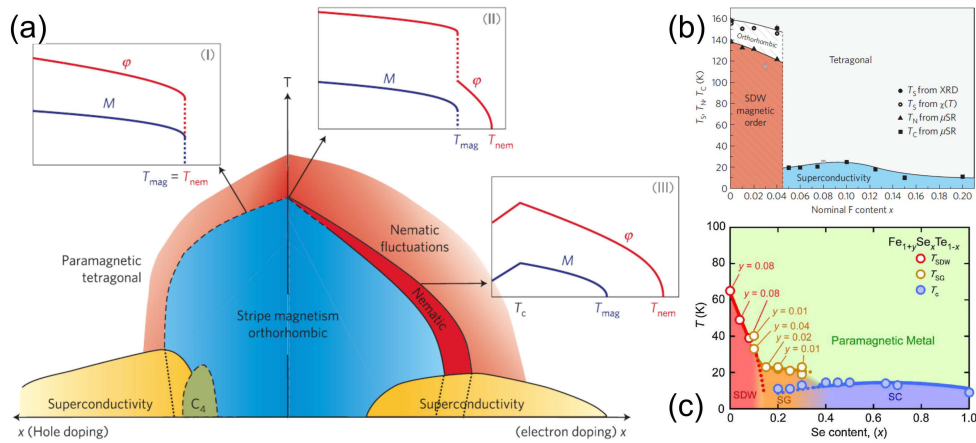 (a)
(I)
φ
M
T_mag = T_nem
(II)
φ
M
T_mag T_nem
T
(III)
φ
M
T_c T_mag T_nem
Paramagnetic
tetragonal
Nematic
fluctuations
Nematic
Stripe magnetism
orthorhombic
Superconductivity
C_4
Superconductivity
x (Hole doping)
(electron doping) x
(b)
T_S, T_N, T_C (K)
160
140
120
100
80
60
40
20
0
Orthorhombic
Tetragonal
SDW
magnetic
order
T_S from XRD
T_S from χ(T)
T_N from μSR
T_C from μSR
Superconductivity
0 0.02 0.04 0.06 0.08 0.10 0.12 0.14 0.16 0.18 0.20
Nominal F content x
(c)
T (K)
100
80
60
40
20
0
Fe_{1+y}Se_xTe_{1-x}
T_SDW
T_SG
T_c
y = 0.08
y = 0.08
y = 0.01
y = 0.04
y = 0.02
y = 0.01
Paramagnetic Metal
SDW
SG
SC
0.0 0.2 0.4 0.6 0.8 1.0
Se content, (x)